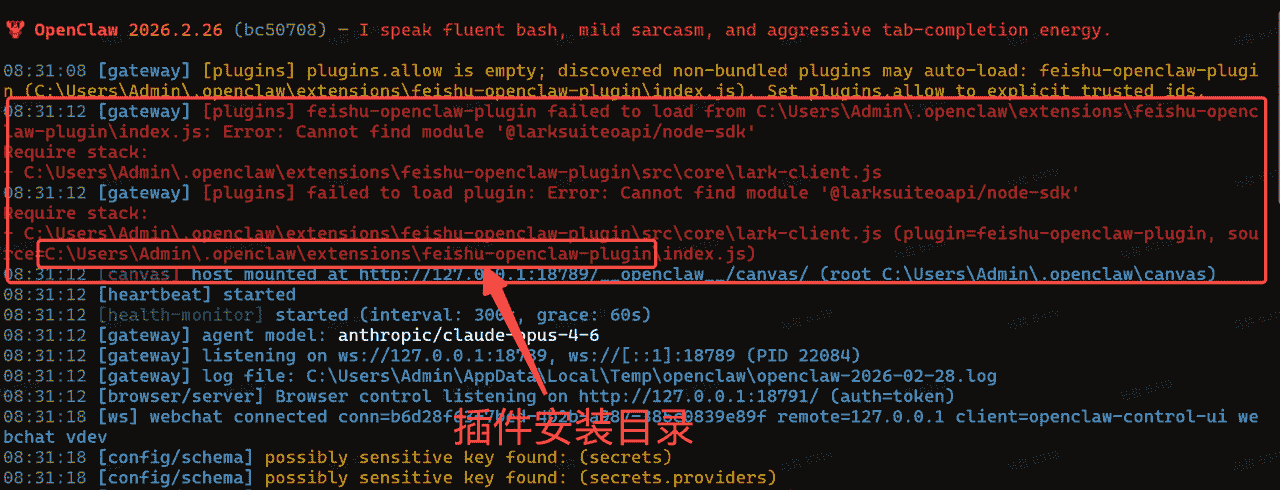 OpenClaw 2026.2.26 (bc50708) — I speak fluent bash, mild sarcasm, and aggressive tab-completion energy.
08:31:08 [gateway] [plugins] plugins.allow is empty; discovered non-bundled plugins may auto-load: feishu-openclaw-plugi
n (C:\Users\Admin\.openclaw\extensions\feishu-openclaw-plugin\index.js). Set plugins.allow to explicit trusted ids.
08:31:12 [gateway] [plugins] feishu-openclaw-plugin failed to load from C:\Users\Admin\.openclaw\extensions\feishu-openc
law-plugin\index.js: Error: Cannot find module '@larksuiteoapi/node-sdk'
Require stack:
- C:\Users\Admin\.openclaw\extensions\feishu-openclaw-plugin\src\core\lark-client.js
08:31:12 [gateway] [plugins] failed to load plugin: Error: Cannot find module '@larksuiteoapi/node-sdk'
Require stack:
- C:\Users\Admin\.openclaw\extensions\feishu-openclaw-plugin\src\core\lark-client.js (plugin=feishu-openclaw-plugin, sou
rce=C:\Users\Admin\.openclaw\extensions\feishu-openclaw-plugin\index.js)
08:31:12 [canvas] host mounted at http://127.0.0.1:18789/__openclaw__/canvas/ (root C:\Users\Admin\.openclaw\canvas)
08:31:12 [heartbeat] started
08:31:12 [health-monitor] started (interval: 300s, grace: 60s)
08:31:12 [gateway] agent model: anthropic/claude-opus-4-6
08:31:12 [gateway] listening on ws://127.0.0.1:18789, ws://[::1]:18789 (PID 22084)
08:31:12 [gateway] log file: C:\Users\Admin\AppData\Local\Temp\openclaw\openclaw-2026-02-28.log
08:31:12 [browser/server] Browser control listening on http://127.0.0.1:18791/ (auth=token)
08:31:18 [ws] webchat connected remote=127.0.0.1 client=openclaw-control-ui we
bchat vdev
插件安装目录
08:31:18 [config/schema] possibly sensitive key found: (secrets)
08:31:18 [config/schema] possibly sensitive key found: (secrets.providers)